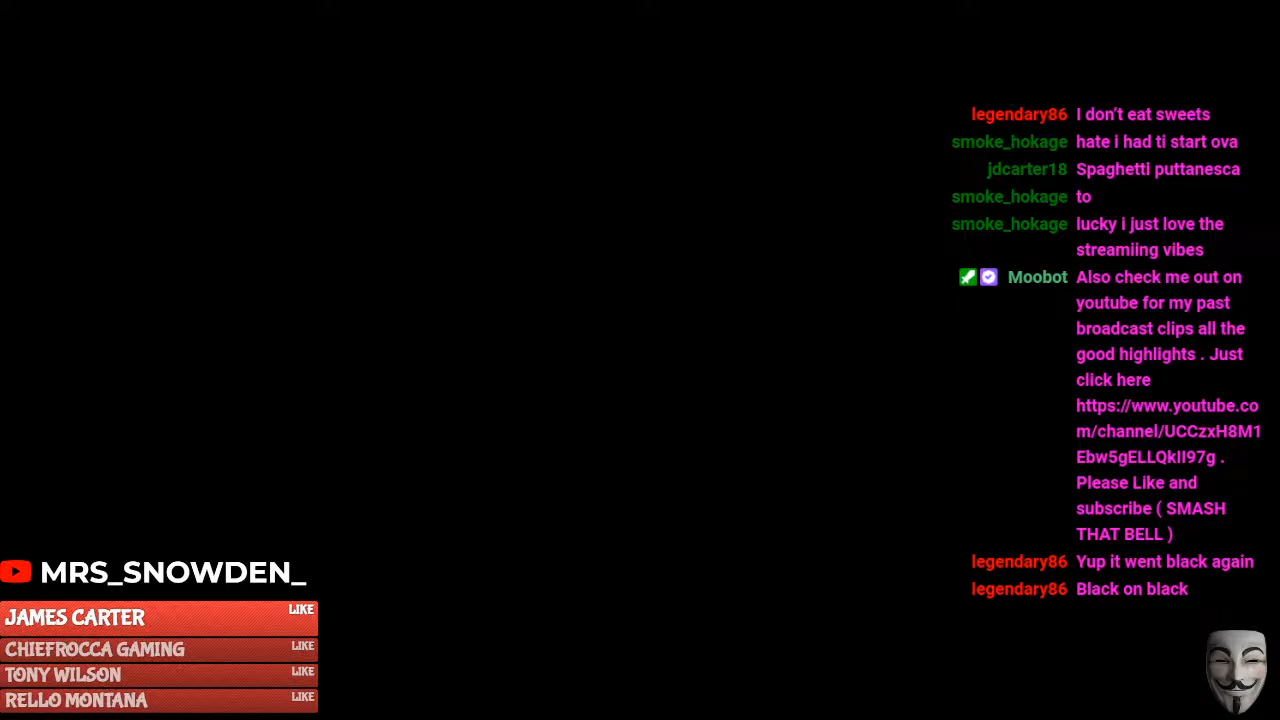 legendary86 I don't eat sweets
smoke_hokage hate i had ti start ova
jdcarter18 Spaghetti puttanesca
smoke_hokage to
smoke_hokage lucky i just love the
streamiing vibes
Moobot Also check me out on
youtube for my past
broadcast clips all the
good highlights . Just
click here
https://www.youtube.co
m/channel/UCCzxH8M1
Ebw5gELLQkII97g .
Please Like and
subscribe ( SMASH
THAT BELL )
legendary86 Yup it went black again
legendary86 Black on black
MRS_SNOWDEN_
JAMES CARTER LIKE
CHIEFROCCA GAMING LIKE
TONY WILSON LIKE
RELLO MONTANA LIKE